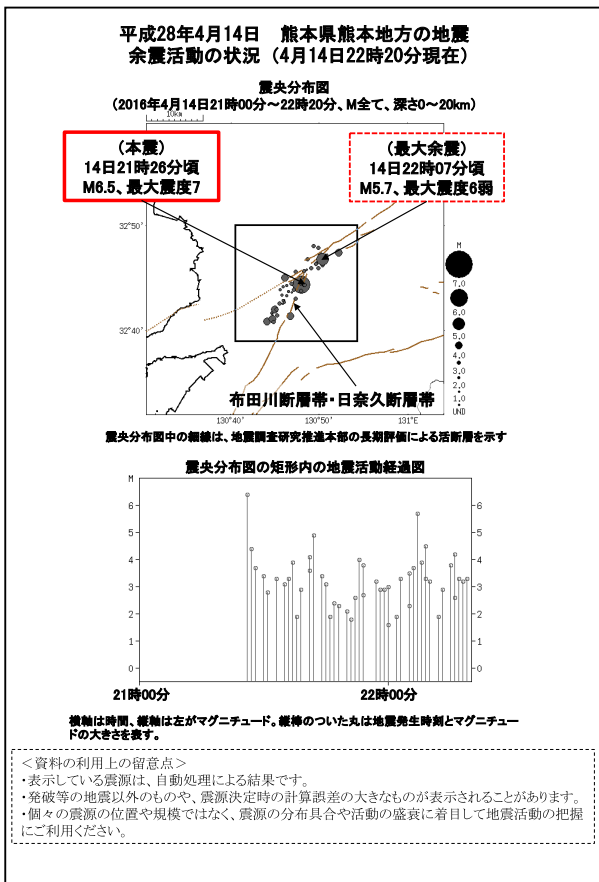 平成28年4月14日　熊本県熊本地方の地震
余震活動の状況（4月14日22時20分現在）
震央分布図
（2016年4月14日21時00分～22時20分、M全て、深さ0～20km）
10km
（本震）
14日21時26分頃
M6.5、最大震度7
（最大余震）
14日22時07分頃
M5.7、最大震度6弱
32°50'
32°40'
M
7.0
6.0
5.0
4.0
3.0
2.0
1.0
UND
布田川断層帯・日奈久断層帯
130°40'
130°50'
131°E
震央分布図中の細線は、地震調査研究推進本部の長期評価による活断層を示す
震央分布図の矩形内の地震活動経過図
M
6
5
4
3
2
1
0
6
5
4
3
2
1
0
21時00分
22時00分
横軸は時間、縦軸は左がマグニチュード。縦棒のついた丸は地震発生時刻とマグニチュー
ドの大きさを表す。
＜資料の利用上の留意点＞
・表示している震源は、自動処理による結果です。
・発破等の地震以外のものや、震源決定時の計算誤差の大きなものが表示されることがあります。
・個々の震源の位置や規模ではなく、震源の分布具合や活動の盛衰に着目して地震活動の把握
にご利用ください。